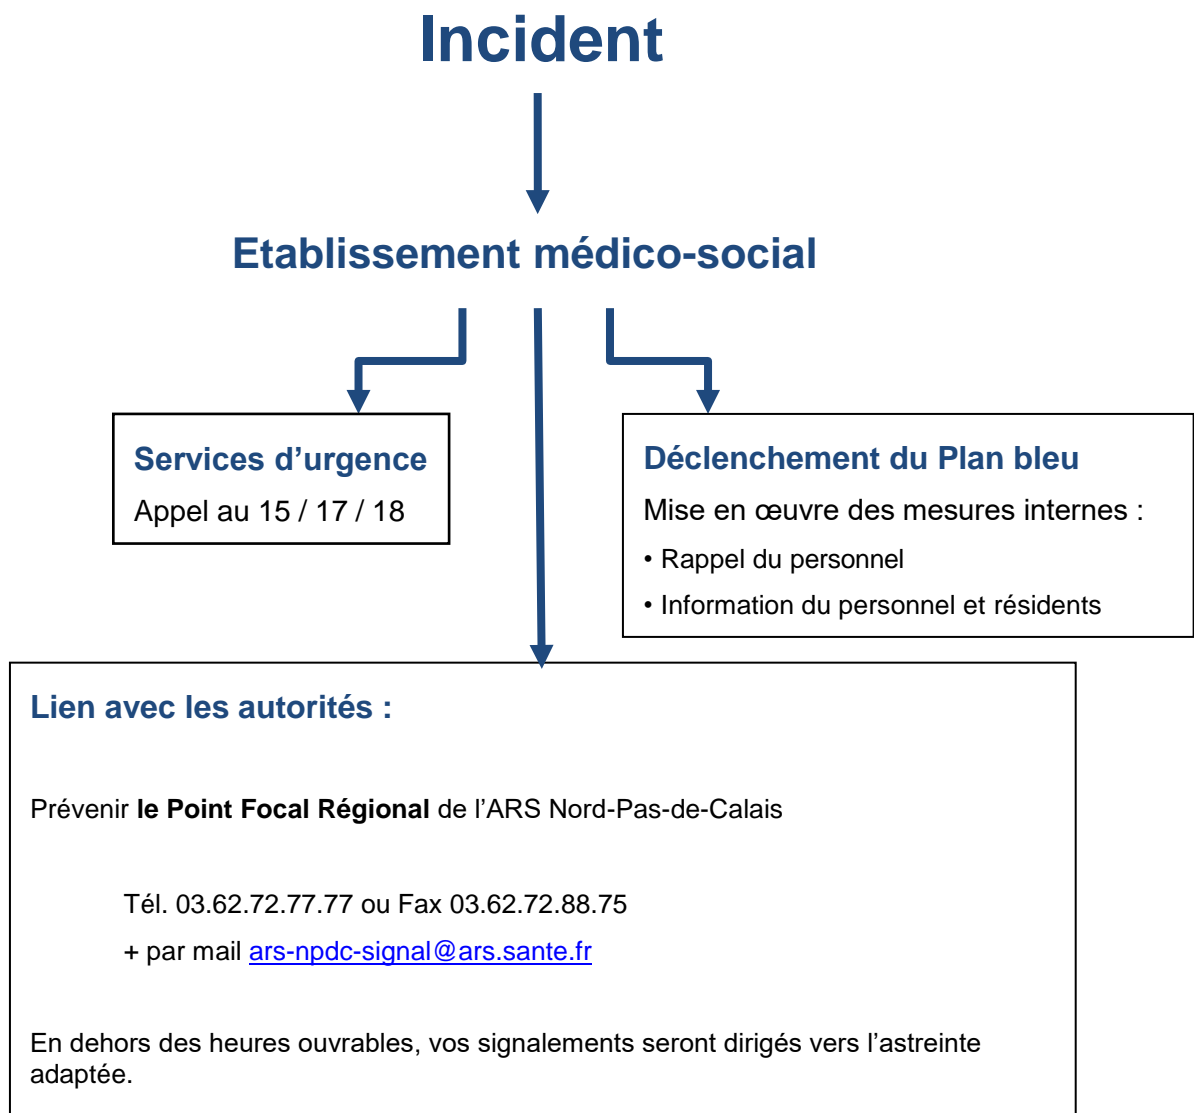 Incident
Etablissement médico-social
Services d’urgence
Appel au 15 / 17 / 18
Déclenchement du Plan bleu
Mise en œuvre des mesures internes :
• Rappel du personnel
• Information du personnel et résidents
Lien avec les autorités :
Prévenir le Point Focal Régional de l’ARS Nord-Pas-de-Calais
Tél. 03.62.72.77.77 ou Fax 03.62.72.88.75
+ par mail ars-npdc-signal@ars.sante.fr
En dehors des heures ouvrables, vos signalements seront dirigés vers l’astreinte
adaptée.